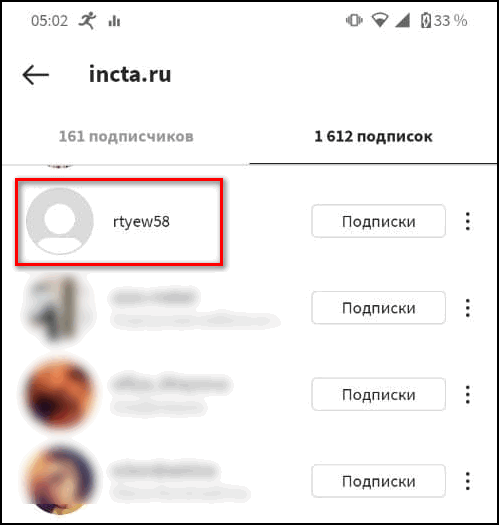 05:02 33 %
incta.ru
161 подписчиков 1 612 подписок
rtyew58 Подписки
Подписки
Подписки
Подписки